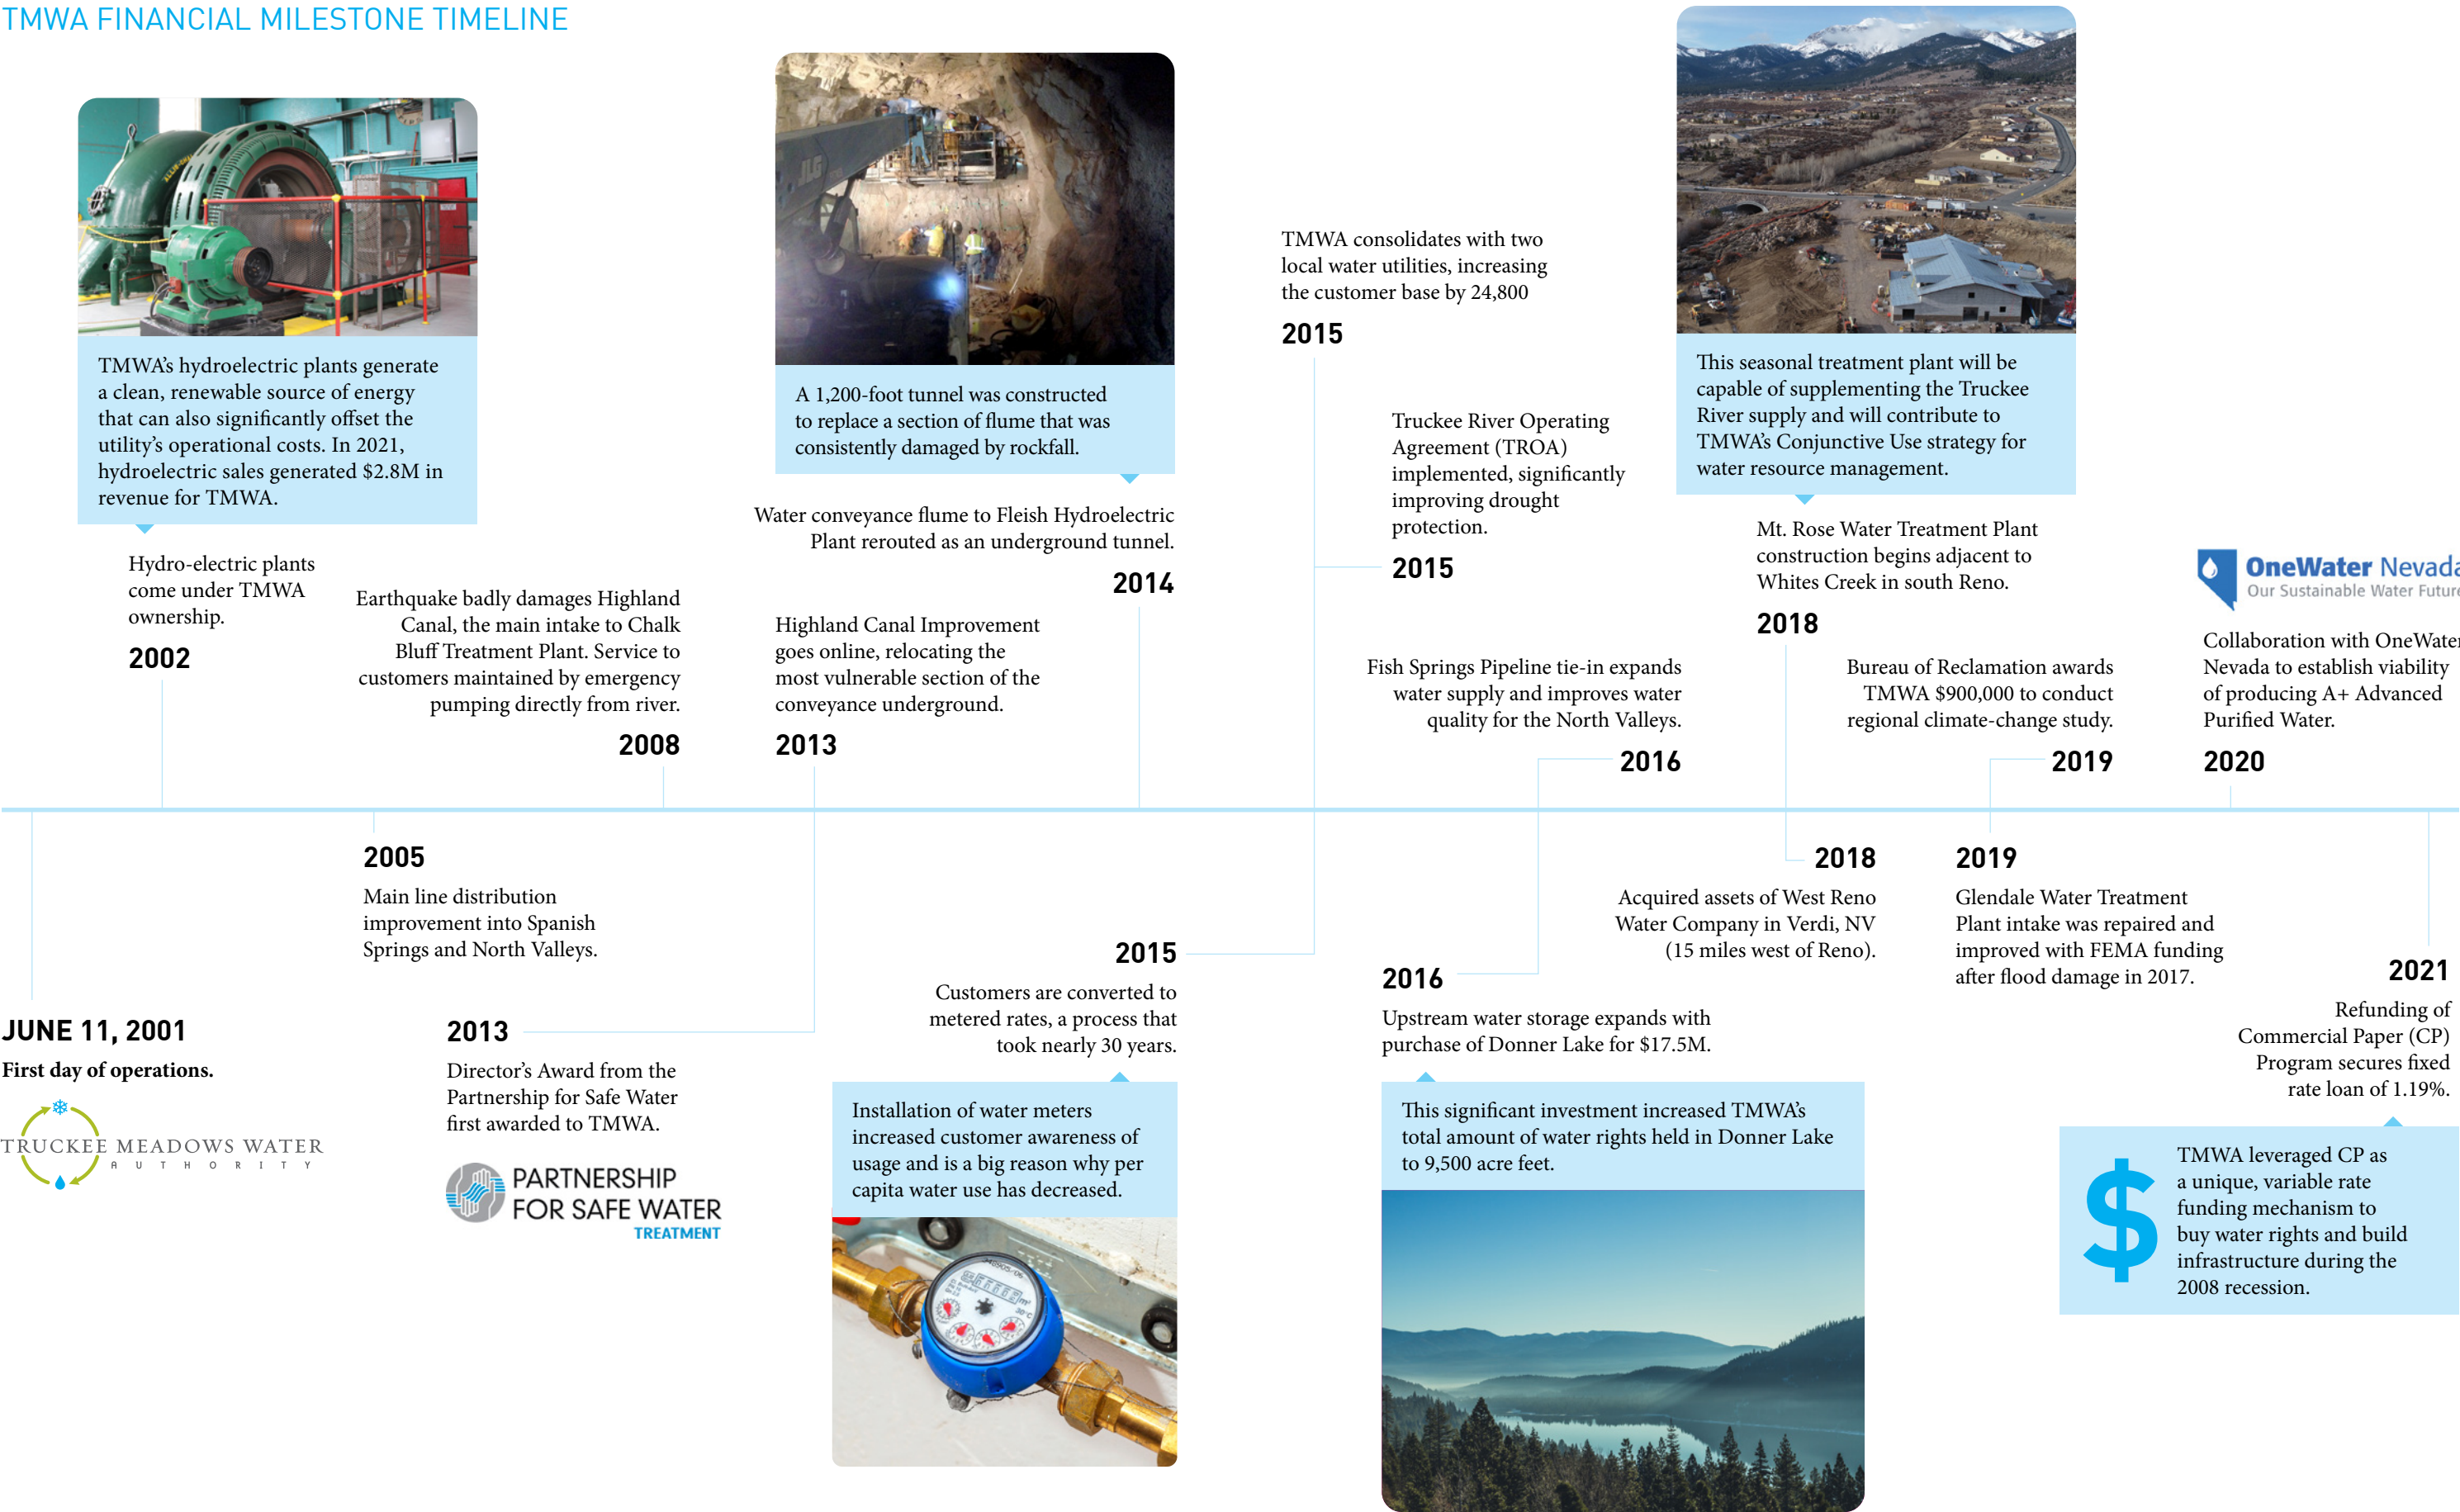 TMWA FINANCIAL MILESTONE TIMELINE
TMWA's hydroelectric plants generate
a clean, renewable source of energy
that can also significantly offset the
utility's operational costs. In 2021,
hydroelectric sales generated $2.8M in
revenue for TMWA.
Hydro-electric plants
come under TMWA
ownership.
2002
Earthquake badly damages Highland
Canal, the main intake to Chalk
Bluff Treatment Plant. Service to
customers maintained by emergency
pumping directly from river.
2008
JLG
A 1,200-foot tunnel was constructed
to replace a section of flume that was
consistently damaged by rockfall.
Water conveyance flume to Fleish Hydroelectric
Plant rerouted as an underground tunnel.
2014
Highland Canal Improvement
goes online, relocating the
most vulnerable section of the
conveyance underground.
2013
TMWA consolidates with two
local water utilities, increasing
the customer base by 24,800
2015
Truckee River Operating
Agreement (TROA)
implemented, significantly
improving drought
protection.
2015
Fish Springs Pipeline tie-in expands
water supply and improves water
quality for the North Valleys.
2016
This seasonal treatment plant will be
capable of supplementing the Truckee
River supply and will contribute to
TMWA's Conjunctive Use strategy for
water resource management.
Mt. Rose Water Treatment Plant
construction begins adjacent to
Whites Creek in south Reno.
2018
Bureau of Reclamation awards
TMWA $900,000 to conduct
regional climate-change study.
2019
OneWater Nevada
Our Sustainable Water Future
Collaboration with OneWater
Nevada to establish viability
of producing A+ Advanced
Purified Water.
2020
JUNE 11, 2001
First day of operations.
TRUCKEE MEADOWS WATER
AUTHORITY
2005
Main line distribution
improvement into Spanish
Springs and North Valleys.
2013
Director's Award from the
Partnership for Safe Water
first awarded to TMWA.
PARTNERSHIP
FOR SAFE WATER
TREATMENT
2015
Customers are converted to
metered rates, a process that
took nearly 30 years.
Installation of water meters
increased customer awareness of
usage and is a big reason why per
capita water use has decreased.
2016
Upstream water storage expands with
purchase of Donner Lake for $17.5M.
This significant investment increased TMWA's
total amount of water rights held in Donner Lake
to 9,500 acre feet.
2018
Acquired assets of West Reno
Water Company in Verdi, NV
(15 miles west of Reno).
2019
Glendale Water Treatment
Plant intake was repaired and
improved with FEMA funding
after flood damage in 2017.
2021
Refunding of
Commercial Paper (CP)
Program secures fixed
rate loan of 1.19%.
$
TMWA leveraged CP as
a unique, variable rate
funding mechanism to
buy water rights and build
infrastructure during the
2008 recession.